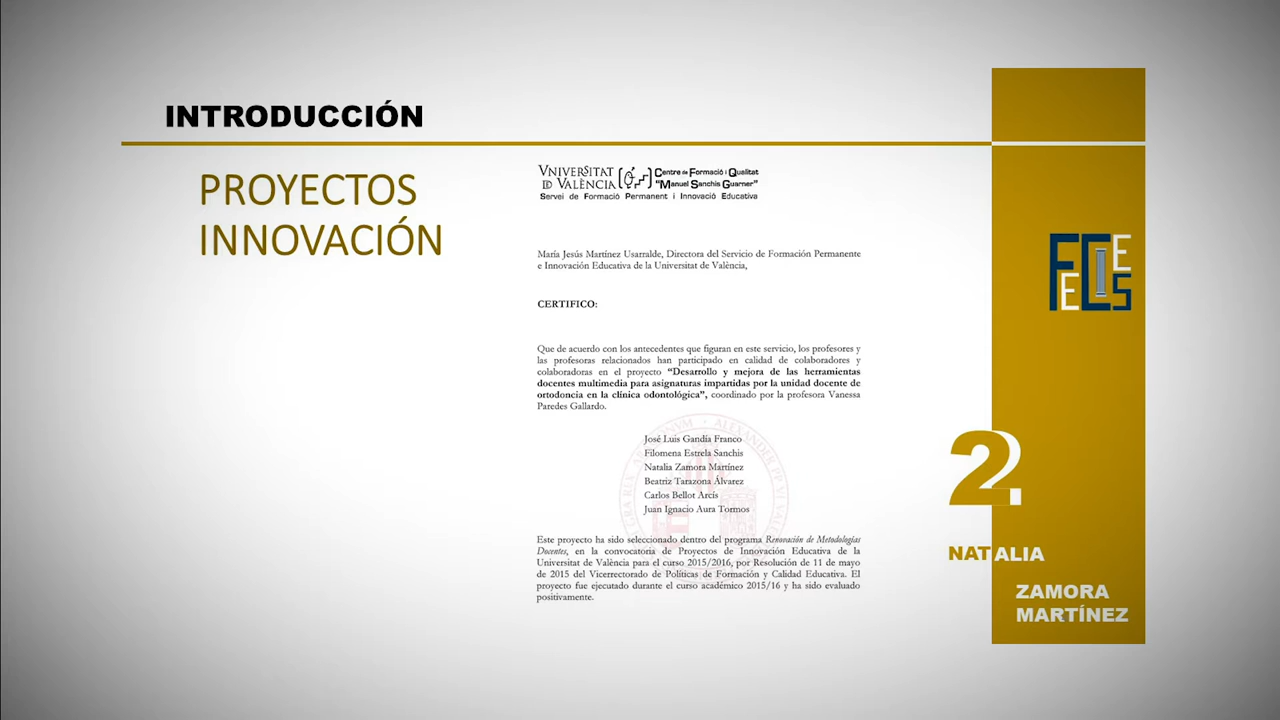 INTRODUCCIÓN
PROYECTOS
INNOVACIÓN
VNIVERSITAT
D VALÈNCIA
Centre de Formació i Qualitat
"Manuel Sanchis Guarner"
Servei de Formació Permanent i Innovació Educativa
María Jesús Martínez Usarralde, Directora del Servicio de Formación Permanente
e Innovación Educativa de la Universitat de València,
CERTIFICO:
Que de acuerdo con los antecedentes que figuran en este servicio, los profesores y
las profesoras relacionados han participado en calidad de colaboradores y
colaboradoras en el proyecto “Desarrollo y mejora de las herramientas
docentes multimedia para asignaturas impartidas por la unidad docente de
ortodoncia en la clínica odontológica”, coordinado por la profesora Vanessa
Paredes Gallardo.
José Luis Gandía Franco
Filomena Estrela Sanchis
Natalia Zamora Martínez
Beatriz Tarazona Álvarez
Carlos Bellot Arcís
Juan Ignacio Aura Tormos
Este proyecto ha sido seleccionado dentro del programa Renovación de Metodologías
Docentes, en la convocatoria de Proyectos de Innovación Educativa de la
Universitat de València para el curso 2015/2016, por Resolución de 11 de mayo
de 2015 del Vicerrectorado de Políticas de Formación y Calidad Educativa. El
proyecto fue ejecutado durante el curso académico 2015/16 y ha sido evaluado
positivamente.
2.
NATALIA
ZAMORA
MARTÍNEZ